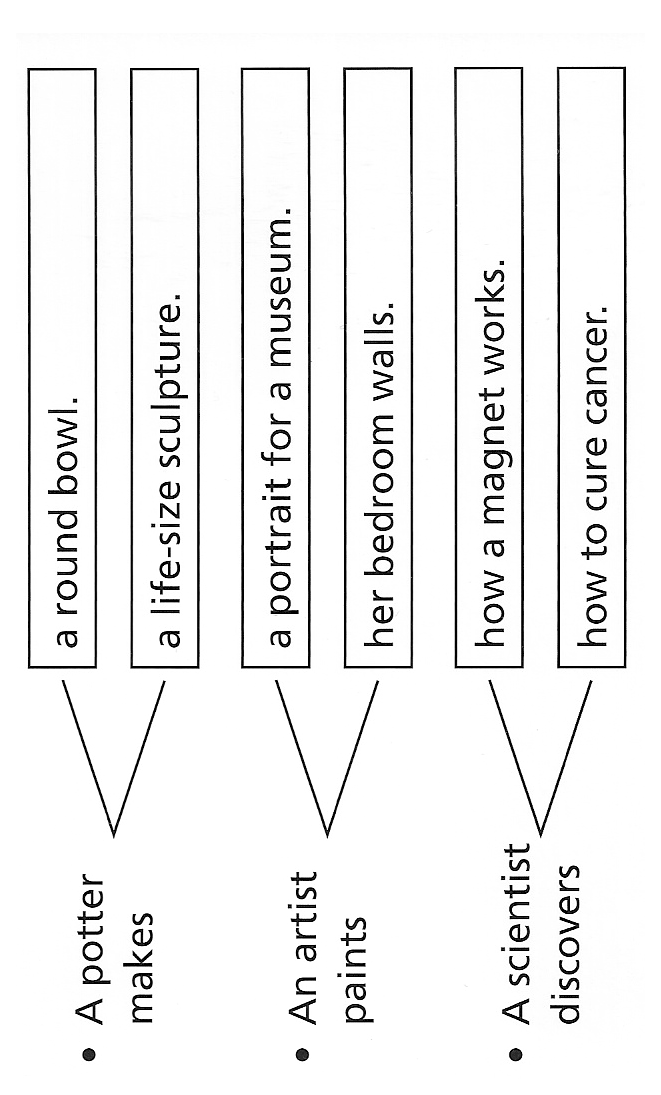 • A potter
makes
a round bowl.
a life-size sculpture.
• An artist
paints
a portrait for a museum.
her bedroom walls.
• A scientist
discovers
how a magnet works.
how to cure cancer.